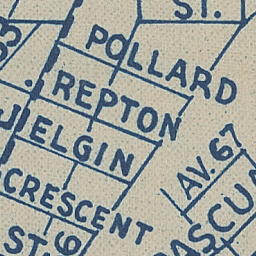 ST.
POLLARD
REPTON
ELGIN
AV. 67
CRESCENT
ST.